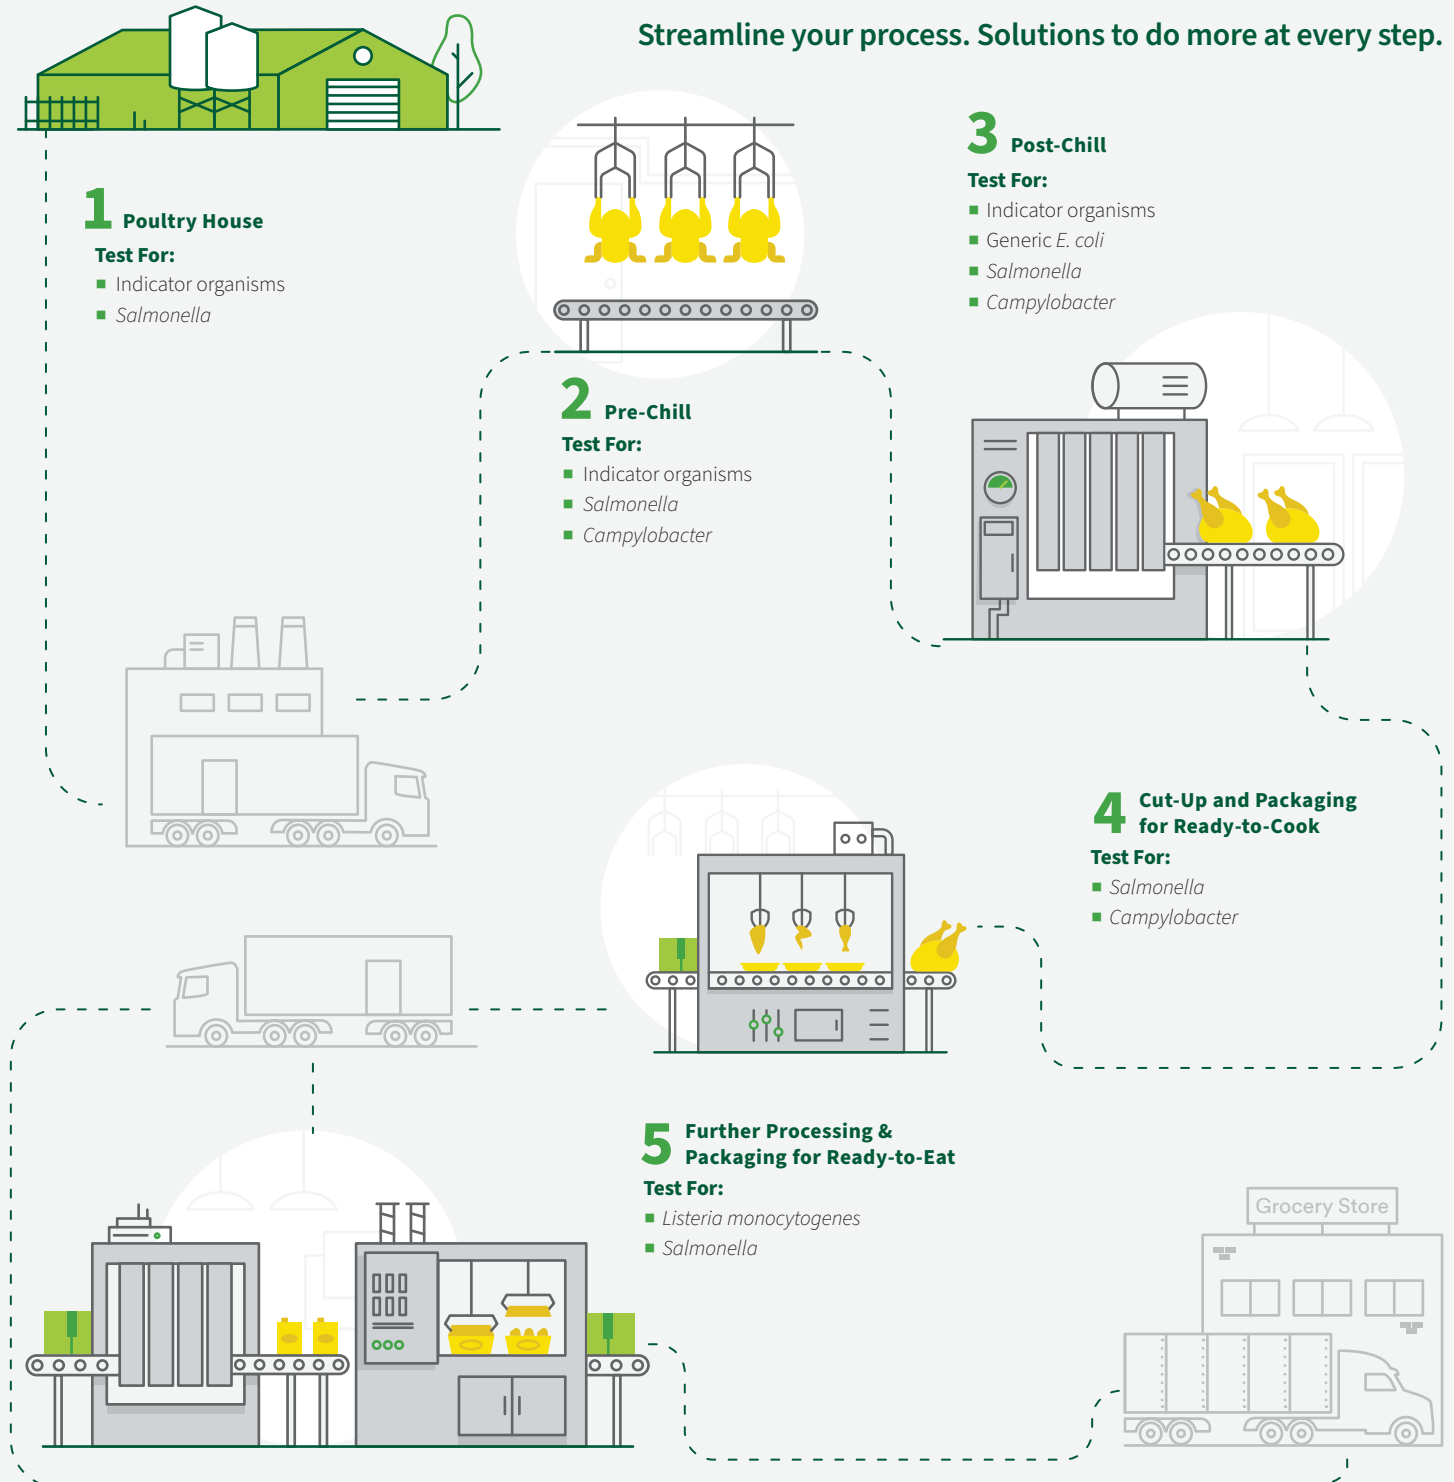 Streamline your process. Solutions to do more at every step.
1 Poultry House
Test For:
Indicator organisms
Salmonella
2 Pre-Chill
Test For:
Indicator organisms
Salmonella
Campylobacter
3 Post-Chill
Test For:
Indicator organisms
Generic E. coli
Salmonella
Campylobacter
4 Cut-Up and Packaging
for Ready-to-Cook
Test For:
Salmonella
Campylobacter
5 Further Processing &
Packaging for Ready-to-Eat
Test For:
Listeria monocytogenes
Salmonella
Grocery Store